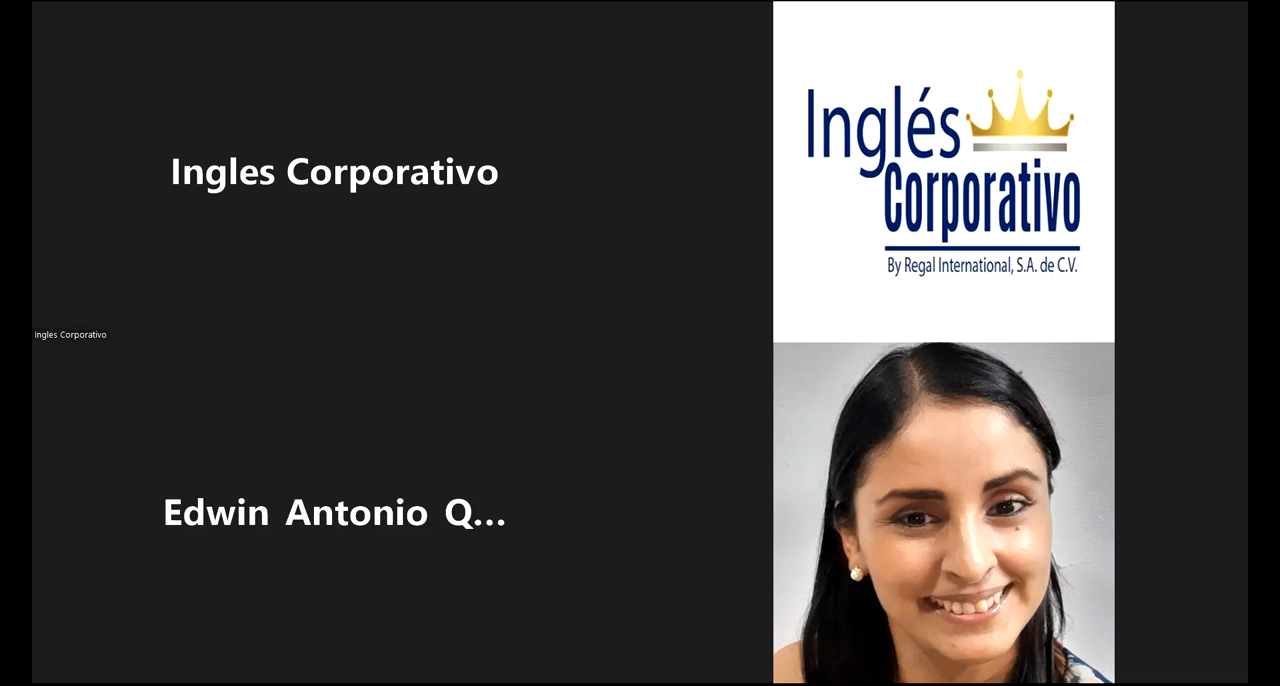 Ingles Corporativo
Inglés
Corporativo
By Regal International, S.A. de C.V.
Ingles Corporativo
Edwin Antonio Q...